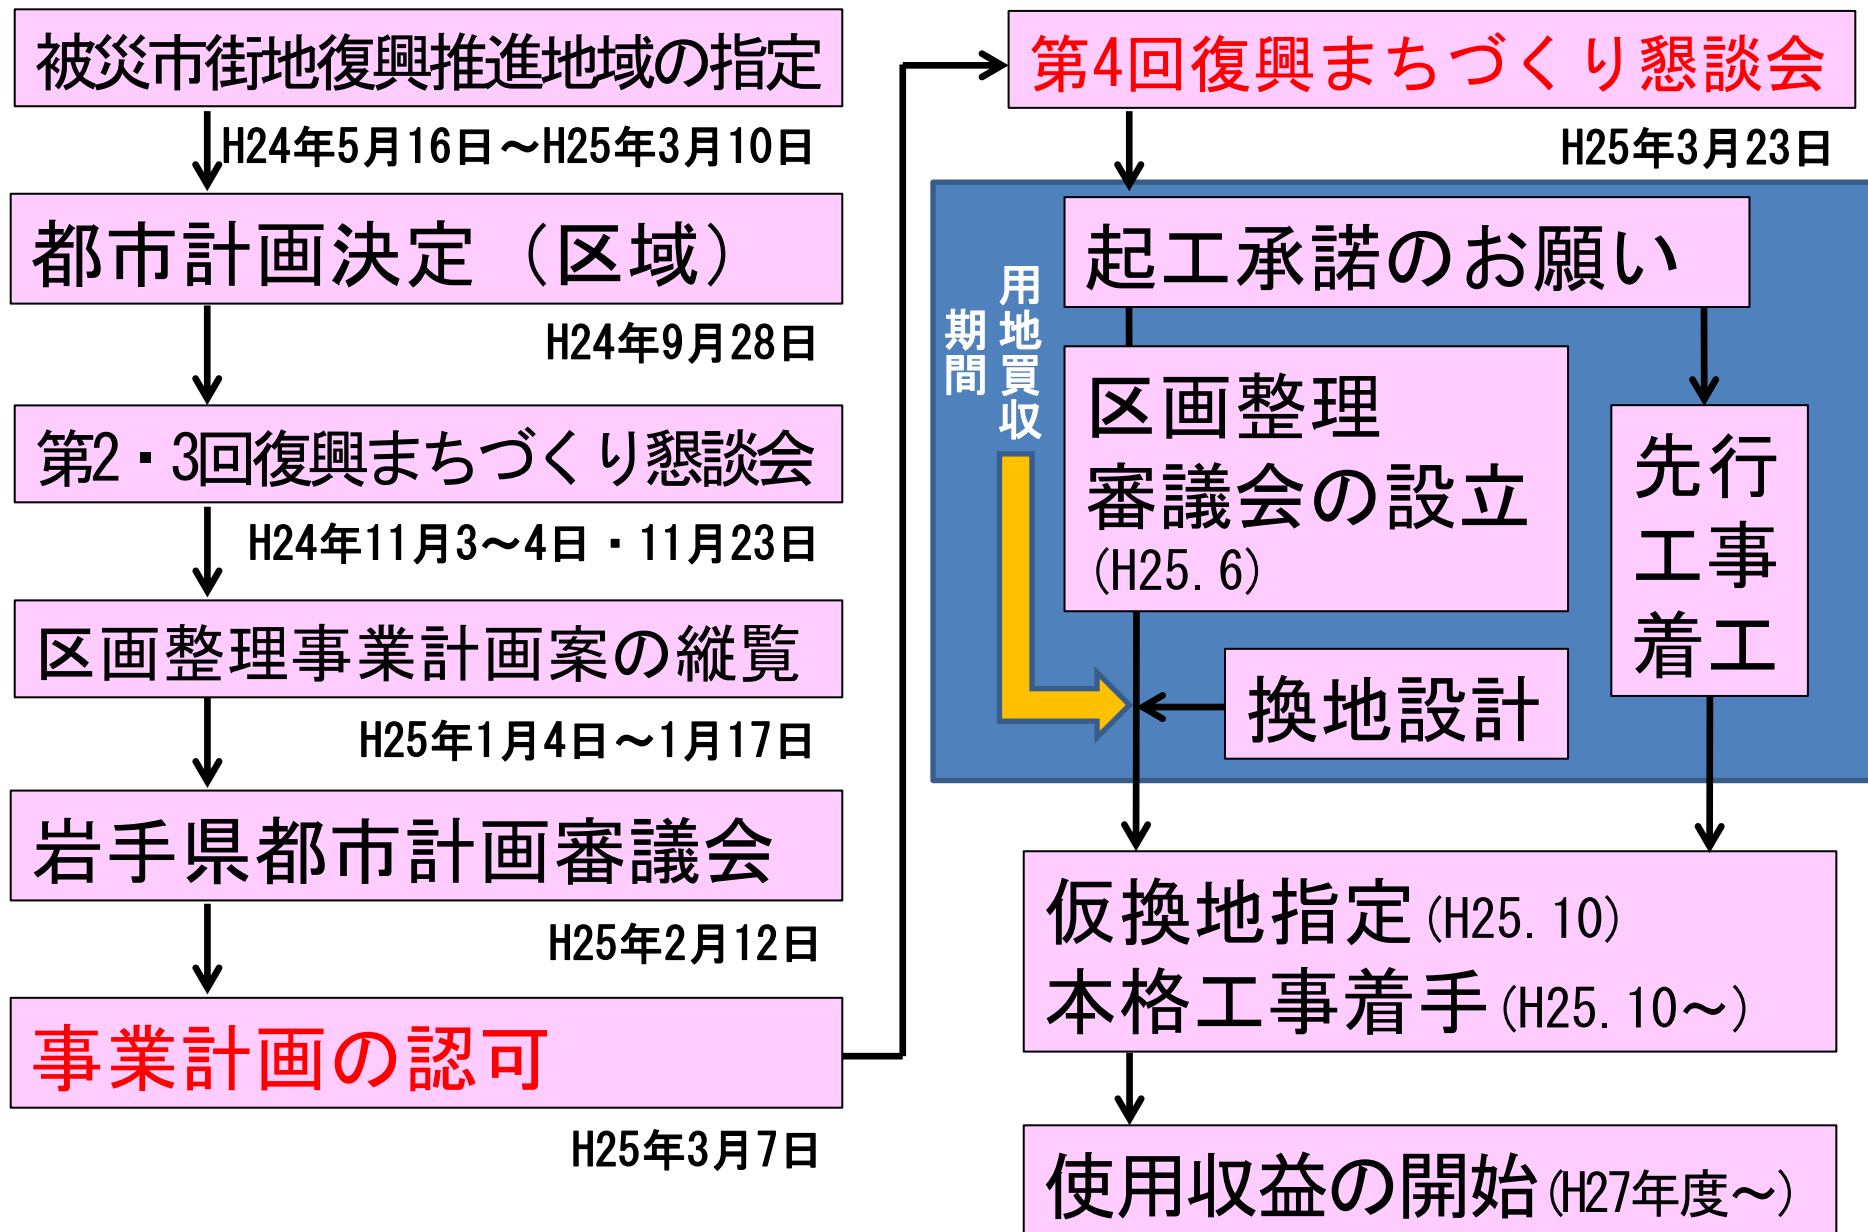 被災市街地復興推進地域の指定
H24年5月16日～H25年3月10日
都市計画決定（区域）
H24年9月28日
第2・3回復興まちづくり懇談会
H24年11月3～4日・11月23日
区画整理事業計画案の縦覧
H25年1月4日～1月17日
岩手県都市計画審議会
H25年2月12日
事業計画の認可
H25年3月7日
第4回復興まちづくり懇談会
H25年3月23日
起工承諾のお願い
用地買収
期間
区画整理
審議会の設立
(H25.6)
先行
工事
着工
換地設計
仮換地指定(H25.10)
本格工事着手(H25.10～)
使用収益の開始(H27年度～)